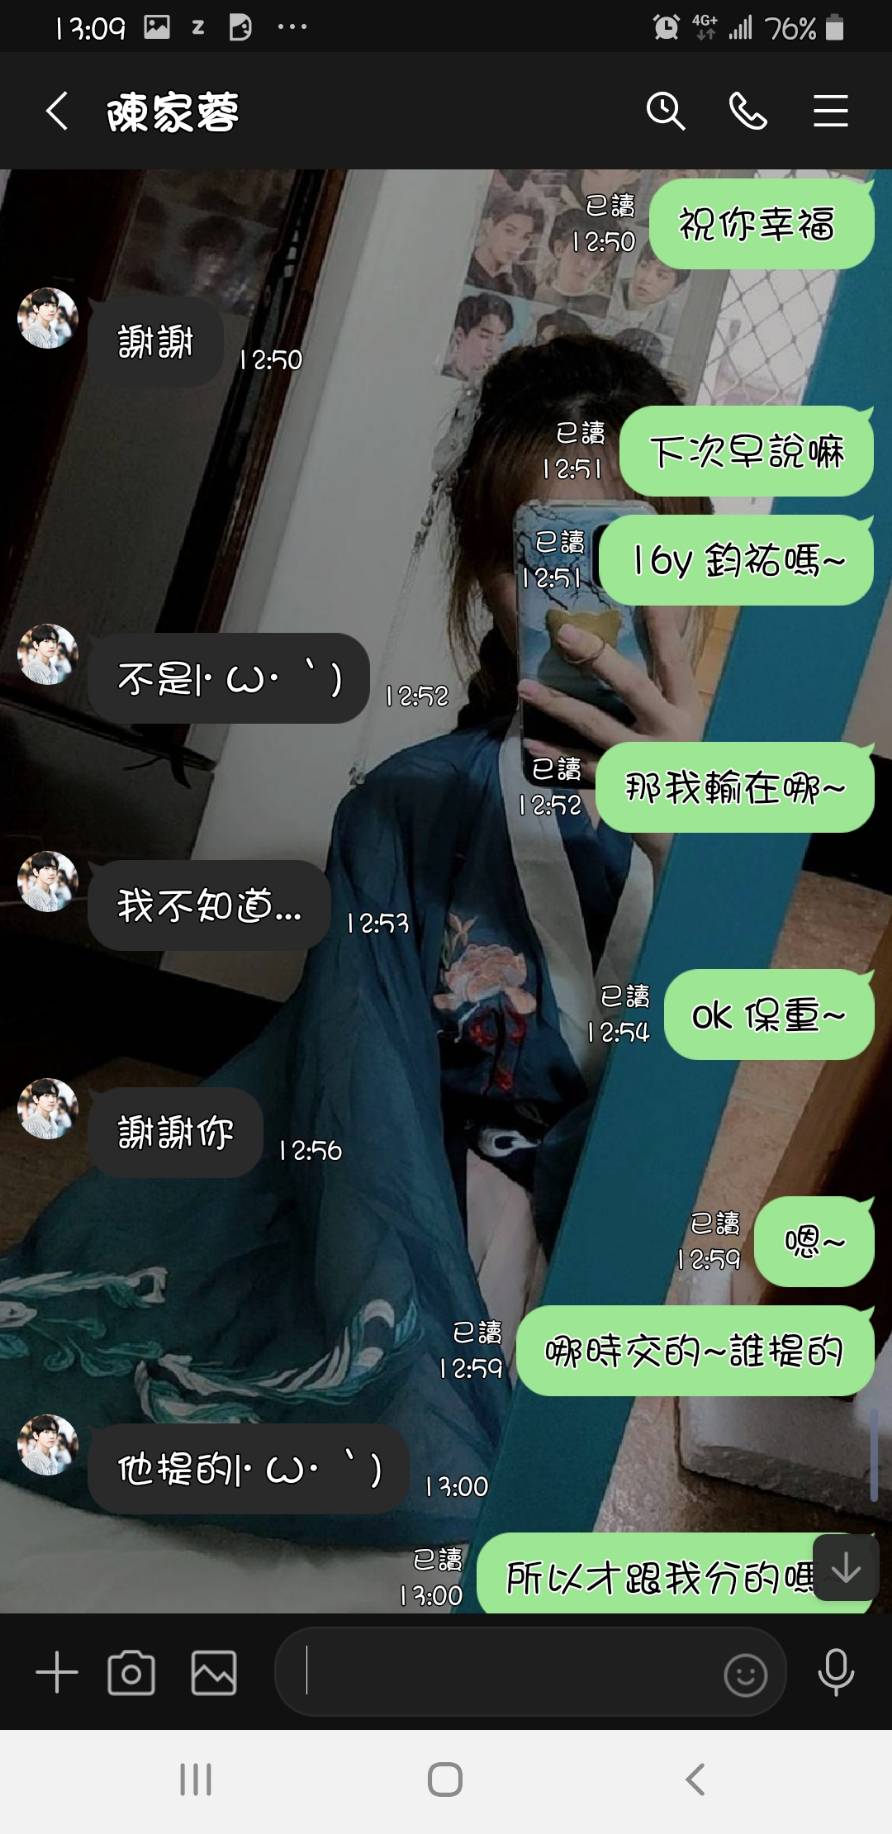 13:09 z 4G+ 76%
陳家蓉
已讀
12:50
祝你幸福
謝謝
12:50
已讀
12:51
下次早說嘛
已讀
12:51
16y 鈞祐嗎~
不是|･ω･｀)
12:52
已讀
12:52
那我輸在哪~
我不知道...
12:53
已讀
12:54
ok 保重~
謝謝你
12:56
已讀
12:59
嗯~
已讀
12:59
哪時交的~誰提的
他提的|･ω･｀)
13:00
已讀
13:00
所以才跟我分的嗎